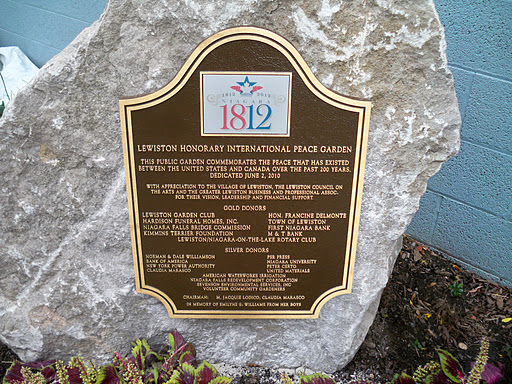 1812 2012
NIAGARA
1812
LEWISTON HONORARY INTERNATIONAL PEACE GARDEN
THIS PUBLIC GARDEN COMMEMORATES THE PEACE THAT HAS EXISTED
BETWEEN THE UNITED STATES AND CANADA OVER THE PAST 200 YEARS.
DEDICATED JUNE 2, 2010
WITH APPRECIATION TO THE VILLAGE OF LEWISTON, THE LEWISTON COUNCIL ON
THE ARTS AND THE GREATER LEWISTON BUSINESS AND PROFESSIONAL ASSOC.
FOR THEIR VISION, LEADERSHIP AND FINANCIAL SUPPORT.
GOLD DONORS
LEWISTON GARDEN CLUB
HARDISON FUNERAL HOMES, INC.
NIAGARA FALLS BRIDGE COMMISSION
KIMMINS TERRIER FOUNDATION
HON. FRANCINE DELMONTE
TOWN OF LEWISTON
FIRST NIAGARA BANK
M & T BANK
LEWISTON/NIAGARA-ON-THE-LAKE ROTARY CLUB
SILVER DONORS
NORMAN & DALE WILLIAMSON
BANK OF AMERICA
NEW YORK POWER AUTHORITY
CLAUDIA MARASCO
PSR PRESS
NIAGARA UNIVERSITY
PETER CERTO
UNITED MATERIALS
AMERICAN WATERWORKS IRRIGATION
NIAGARA FALLS REDEVELOPMENT CORPORATION
SEVENSON ENVIRONMENTAL SERVICES, INC
VOLUNTEER COMMUNITY GARDENERS
CHAIRMAN: M. JACQUIE LODICO, CLAUDIA MARASCO
IN MEMORY OF EMILYNE G. WILLIAMS FROM HER BOYS